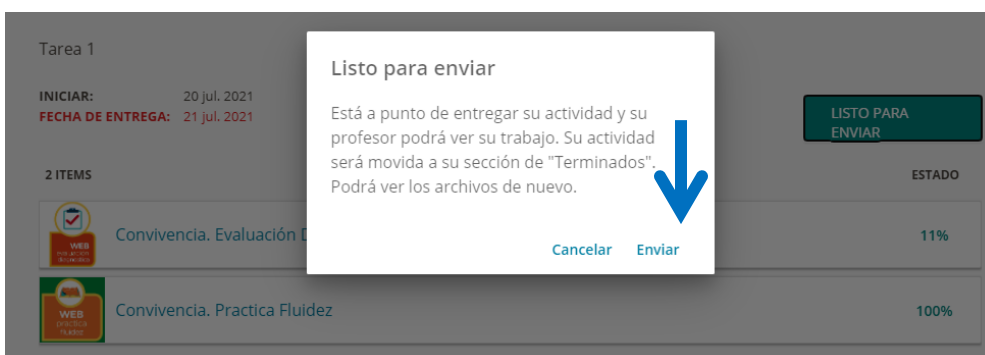 Tarea 1
INICIAR: 20 jul. 2021
FECHA DE ENTREGA: 21 jul. 2021
LISTO PARA
ENVIAR
Listo para enviar
Está a punto de entregar su actividad y su
profesor podrá ver su trabajo. Su actividad
será movida a su sección de "Terminados".
Podrá ver los archivos de nuevo.
Cancelar Enviar
2 ITEMS ESTADO
WEB
Convivencia. Evaluación D
11%
WEB
práctica
fluidez
Convivencia. Practica Fluidez
100%